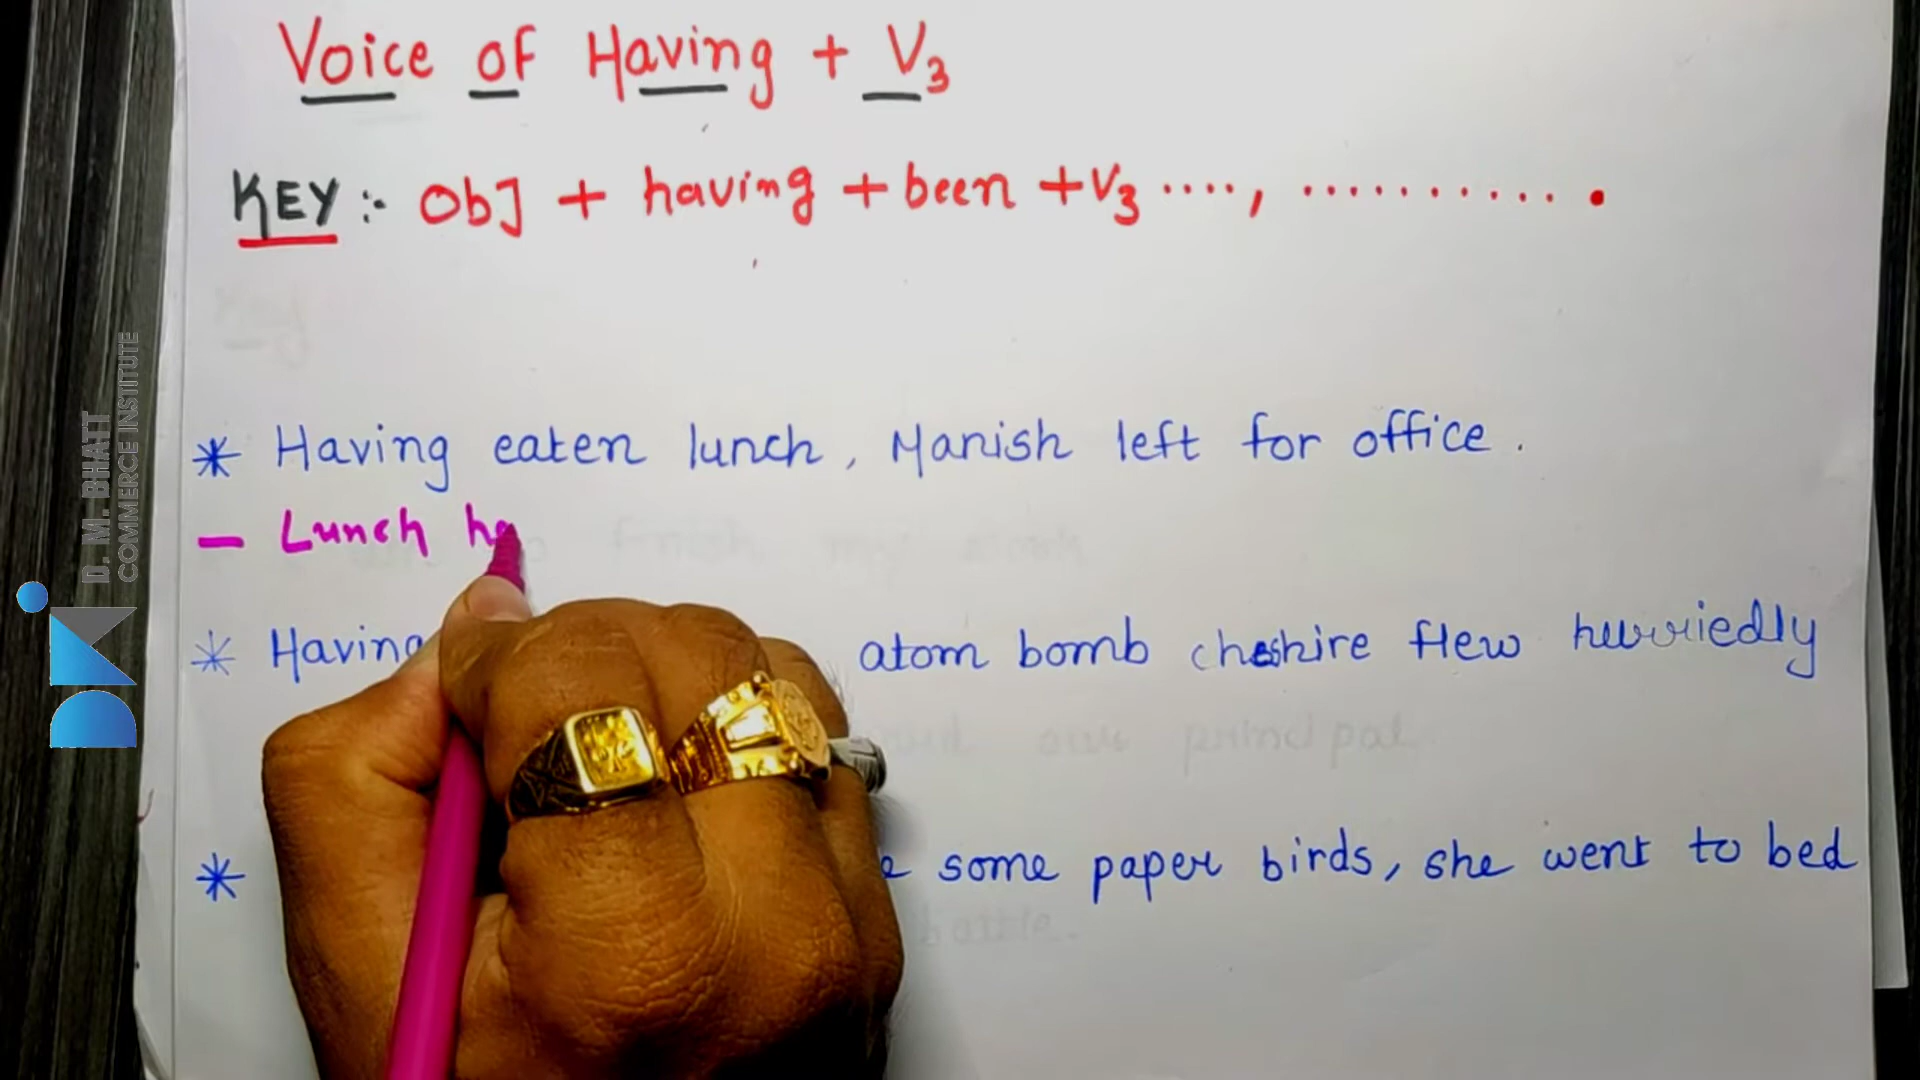 Voice of Having + V3
KEY :- Obj + having + been + V3 ...., .......... .
* Having eaten lunch, Manish left for office.
- Lunch ha
* Having atom bomb cheshire flew hurriedly
* some paper birds, she went to bed
D. M. BHATT
COMMERCE INSTITUTE